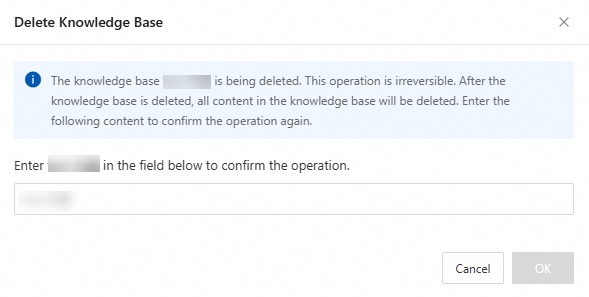 Delete Knowledge Base
The knowledge base is being deleted. This operation is irreversible. After the
knowledge base is deleted, all content in the knowledge base will be deleted. Enter the
following content to confirm the operation again.
Enter in the field below to confirm the operation.
Cancel OK